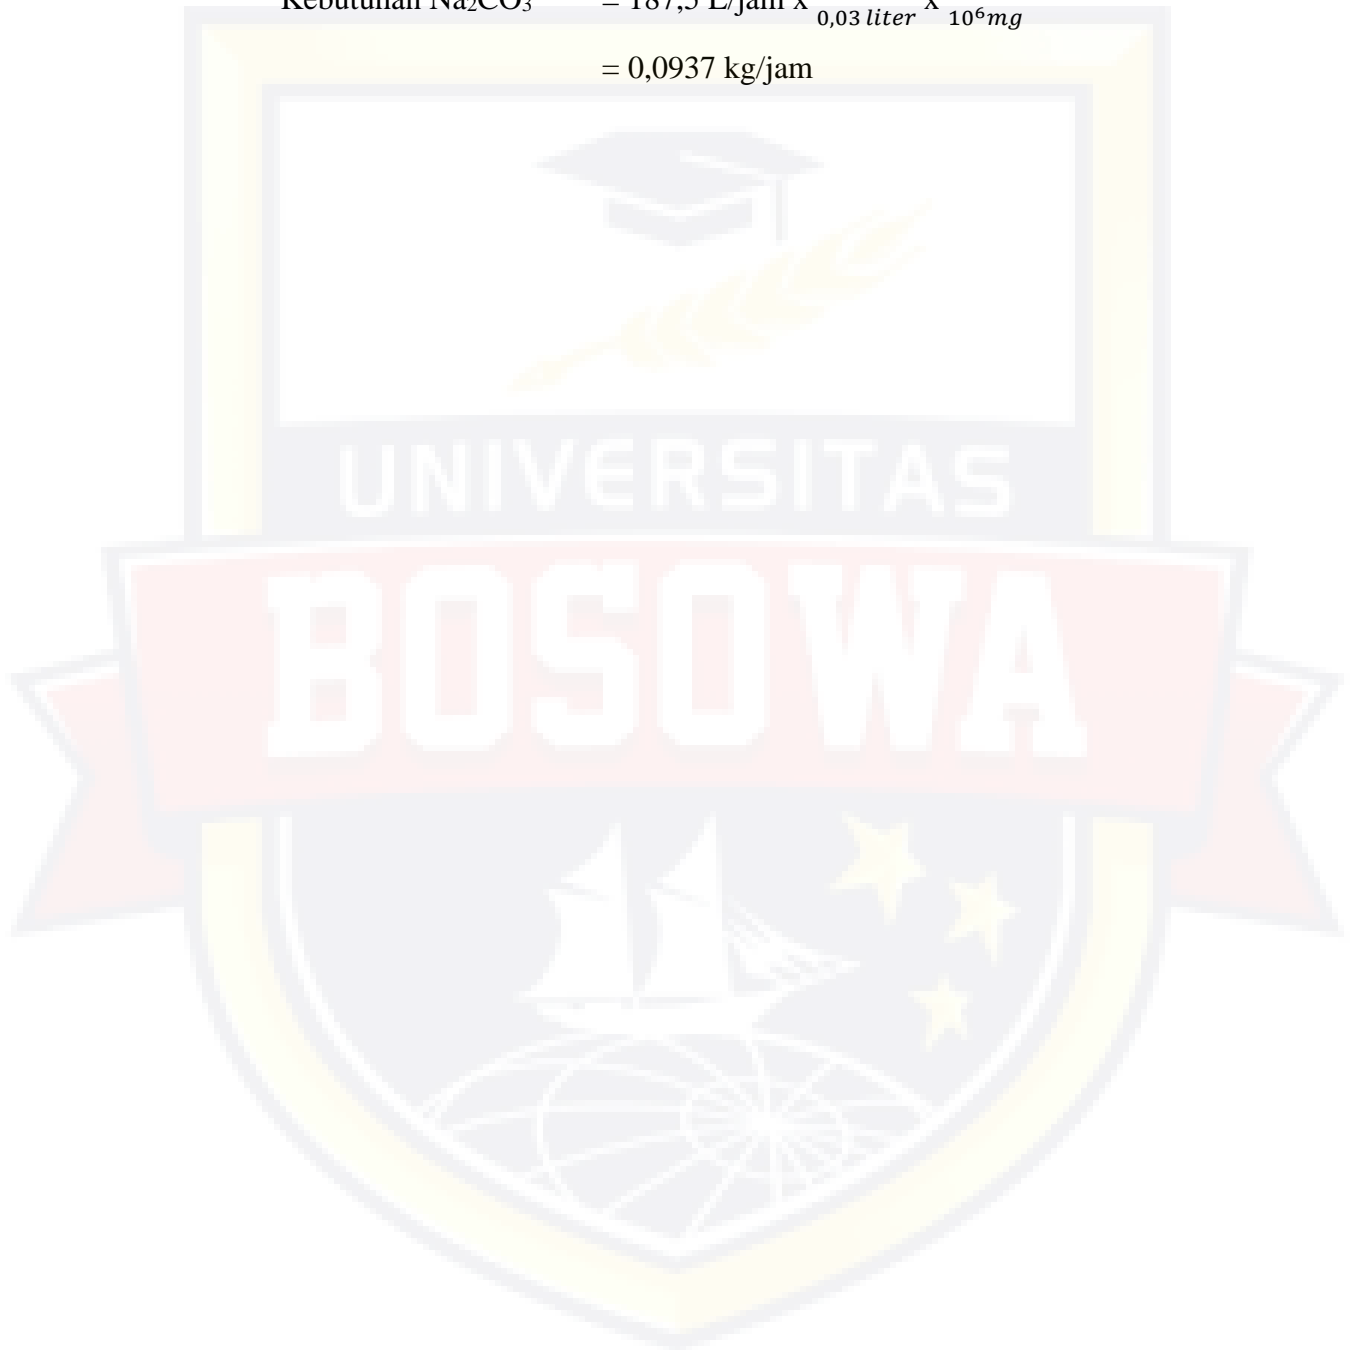 Kebutuhan Na₂CO₃ = 187,5 L/jam x 0,03 liter x 10⁶mg
= 0,0937 kg/jam
UNIVERSITAS
BOSOWA